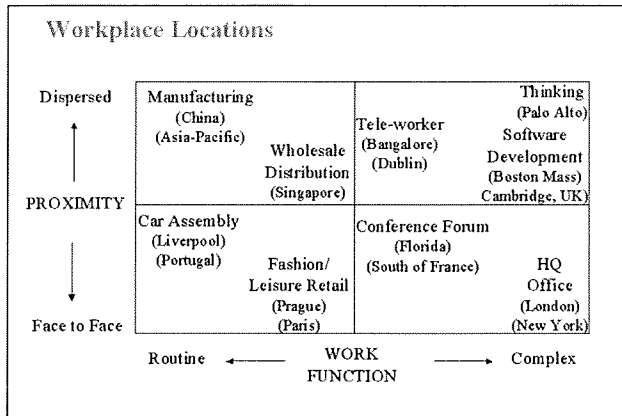 Workplace Locations
Dispersed
PROXIMITY
Face to Face
Manufacturing
(China)
(Asia-Pacific)
Wholesale
Distribution
(Singapore)
Tele-worker
(Bangalore)
(Dublin)
Thinking
(Palo Alto)
Software
Development
(Boston Mass)
Cambridge, UK)
Car Assembly
(Liverpool)
(Portugal)
Fashion/
Leisure Retail
(Prague)
(Paris)
Conference Forum
(Florida)
(South of France)
HQ
Office
(London)
(New York)
Routine
WORK
FUNCTION
Complex